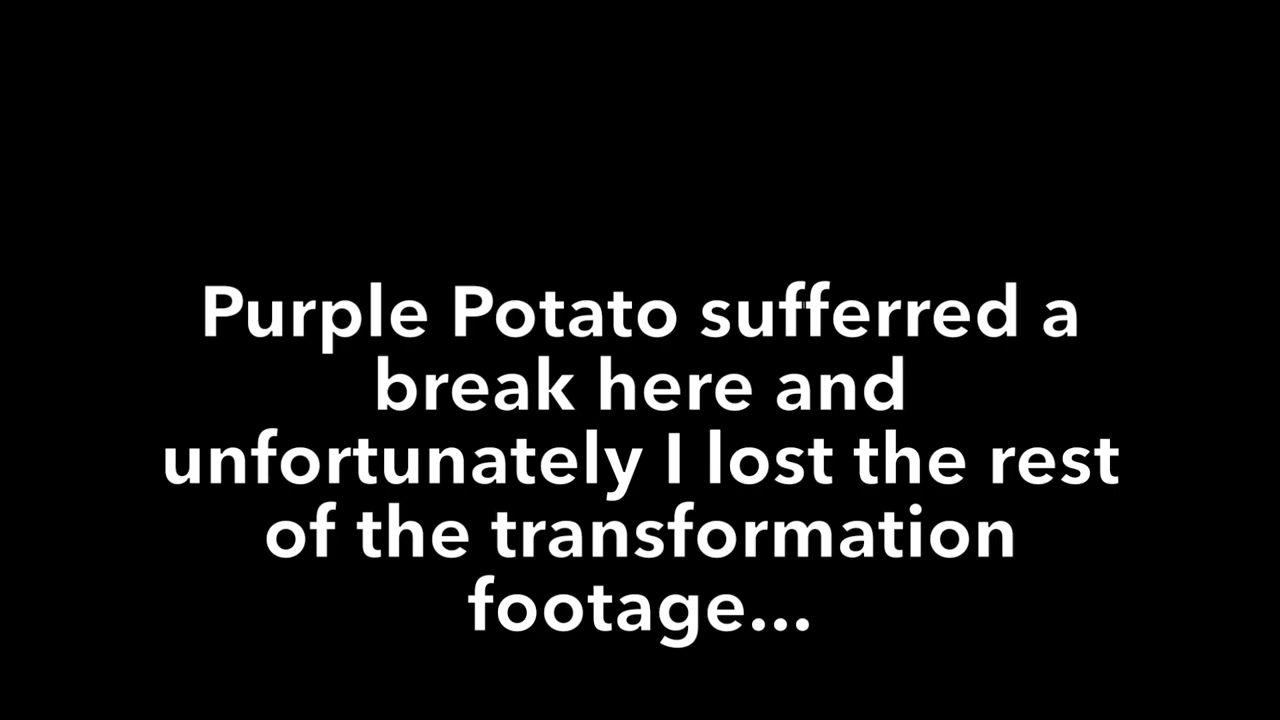 Purple Potato sufferred a
break here and
unfortunately I lost the rest
of the transformation
footage...